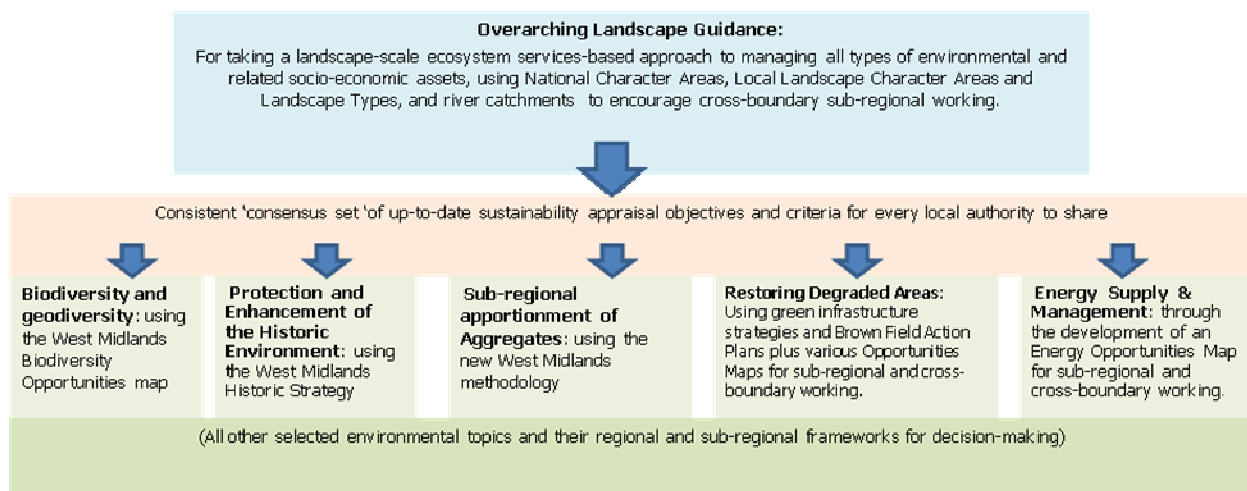 Overarching Landscape Guidance:
For taking a landscape-scale ecosystem services-based approach to managing all types of environmental and
related socio-economic assets, using National Character Areas, Local Landscape Character Areas and
Landscape Types, and river catchments to encourage cross-boundary sub-regional working.
Consistent ‘consensus set ‘of up-to-date sustainability appraisal objectives and criteria for every local authority to share
Biodiversity and
geodiversity: using
the West Midlands
Biodiversity
Opportunities map
Protection and
Enhancement of
the Historic
Environment: using
the West Midlands
Historic Strategy
Sub-regional
apportionment of
Aggregates: using the
new West Midlands
methodology
Restoring Degraded Areas:
Using green infrastructure
strategies and Brown Field Action
Plans plus various Opportunities
Maps for sub-regional and cross-
boundary working.
Energy Supply &
Management: through
the development of an
Energy Opportunities Map
for sub-regional and
cross-boundary working.
(All other selected environmental topics and their regional and sub-regional frameworks for decision-making)